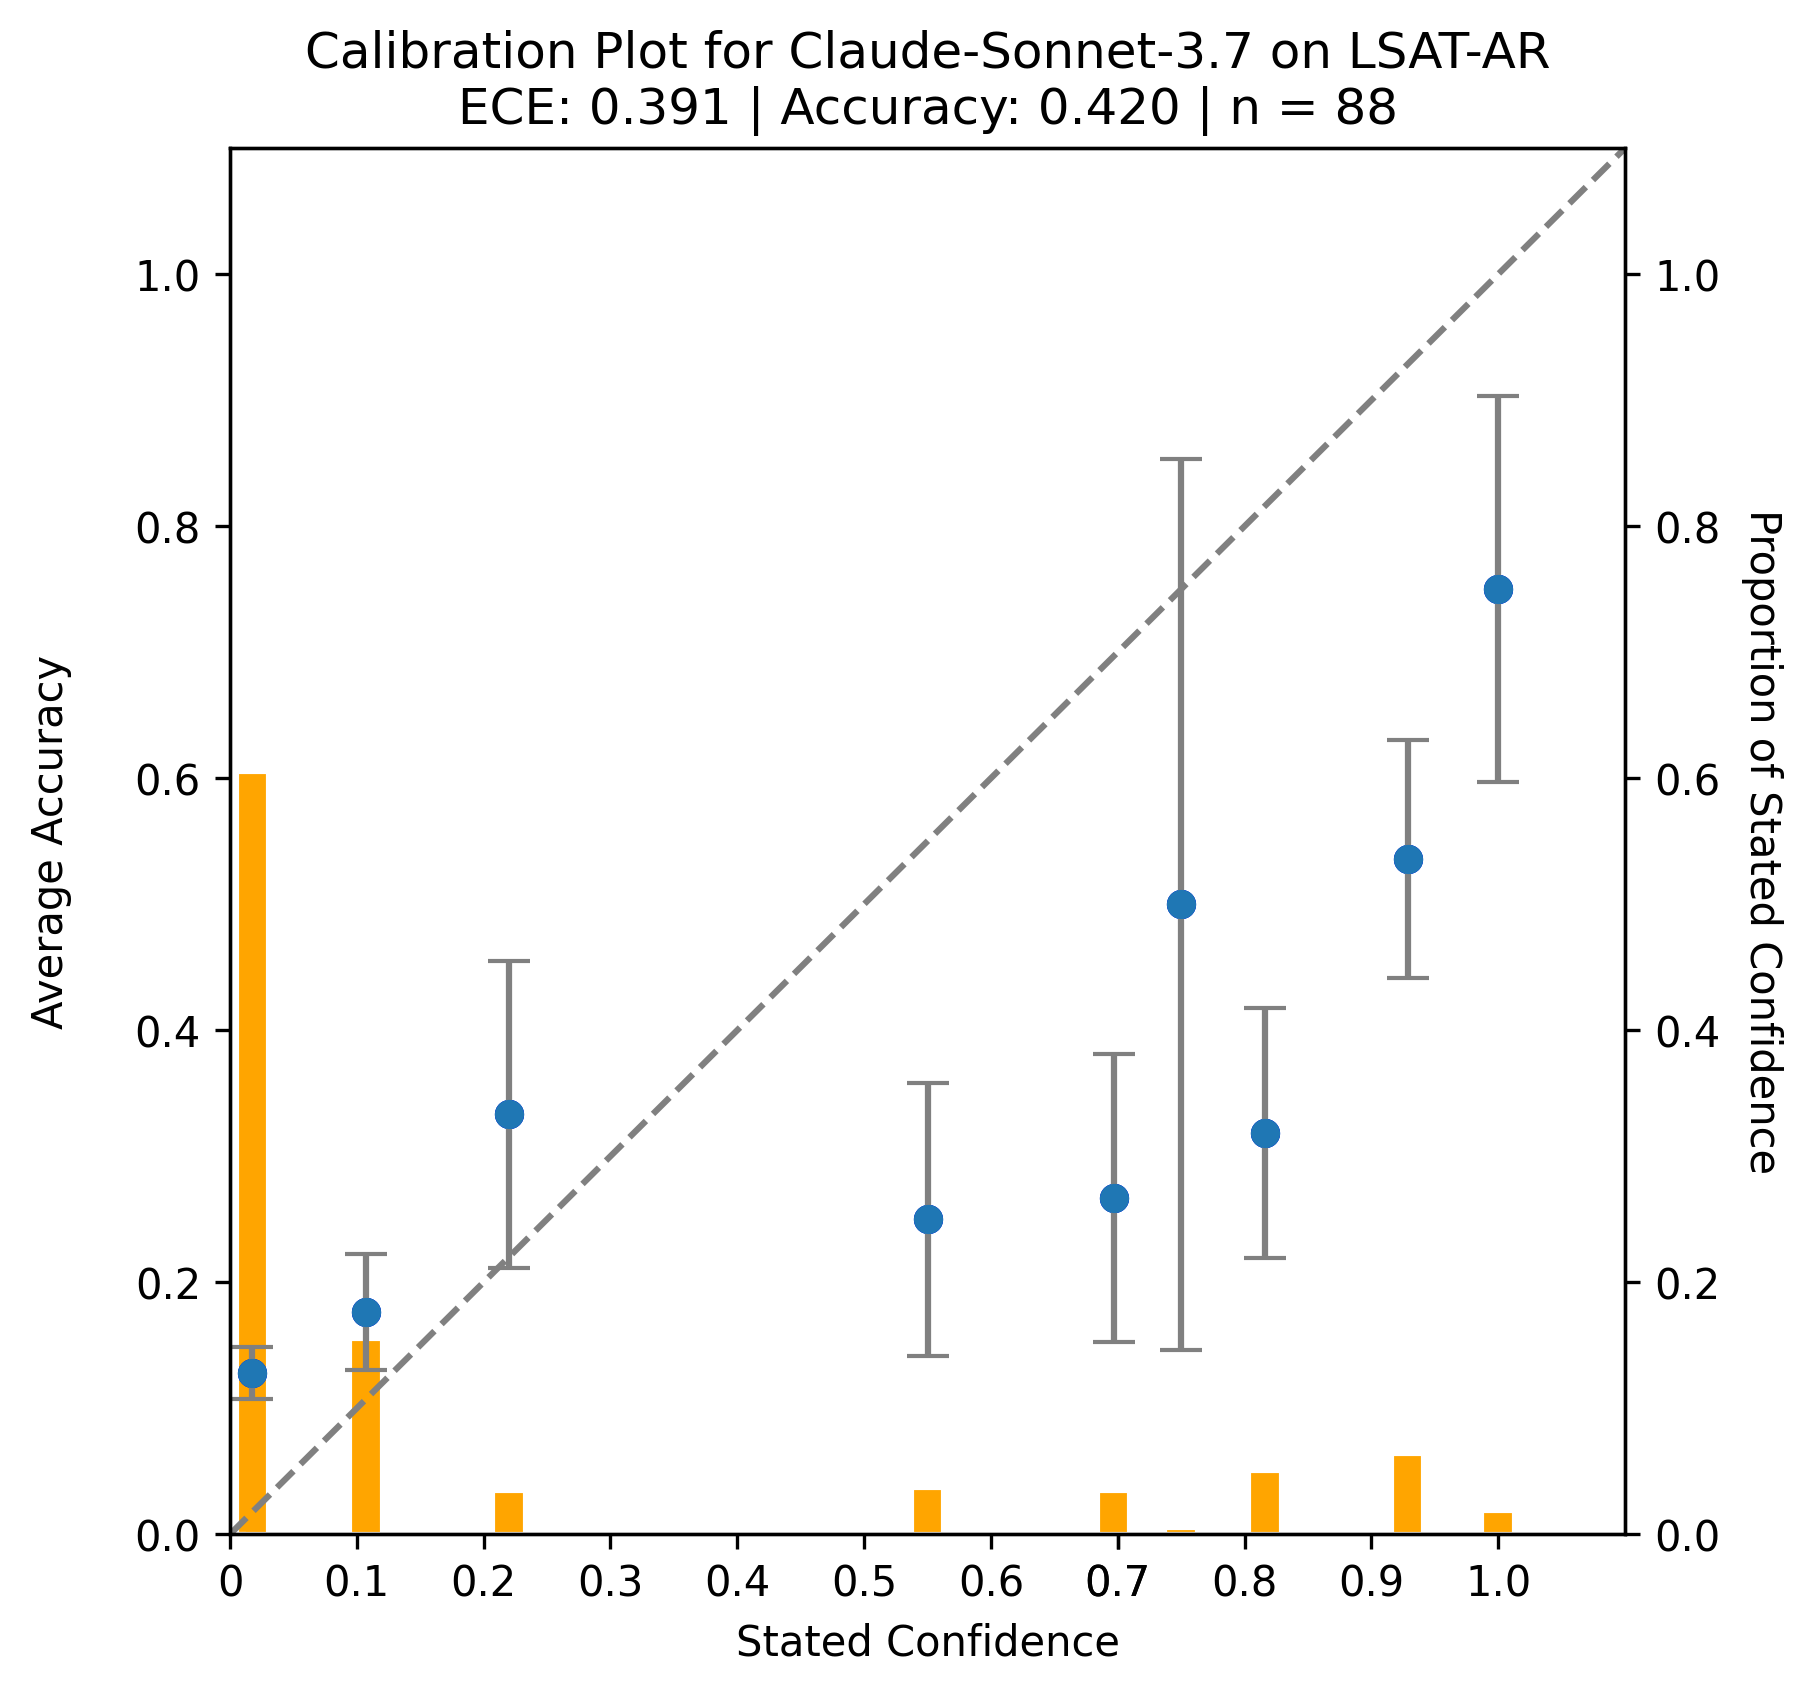 Calibration Plot for Claude-Sonnet-3.7 on LSAT-AR
ECE: 0.391 | Accuracy: 0.420 | n = 88
Average Accuracy
1.0
0.8
0.6
0.4
0.2
0.0
1.0
0.8
0.6
0.4
0.2
0.0
Proportion of Stated Confidence
0 0.1 0.2 0.3 0.4 0.5 0.6 0.7 0.8 0.9 1.0
Stated Confidence